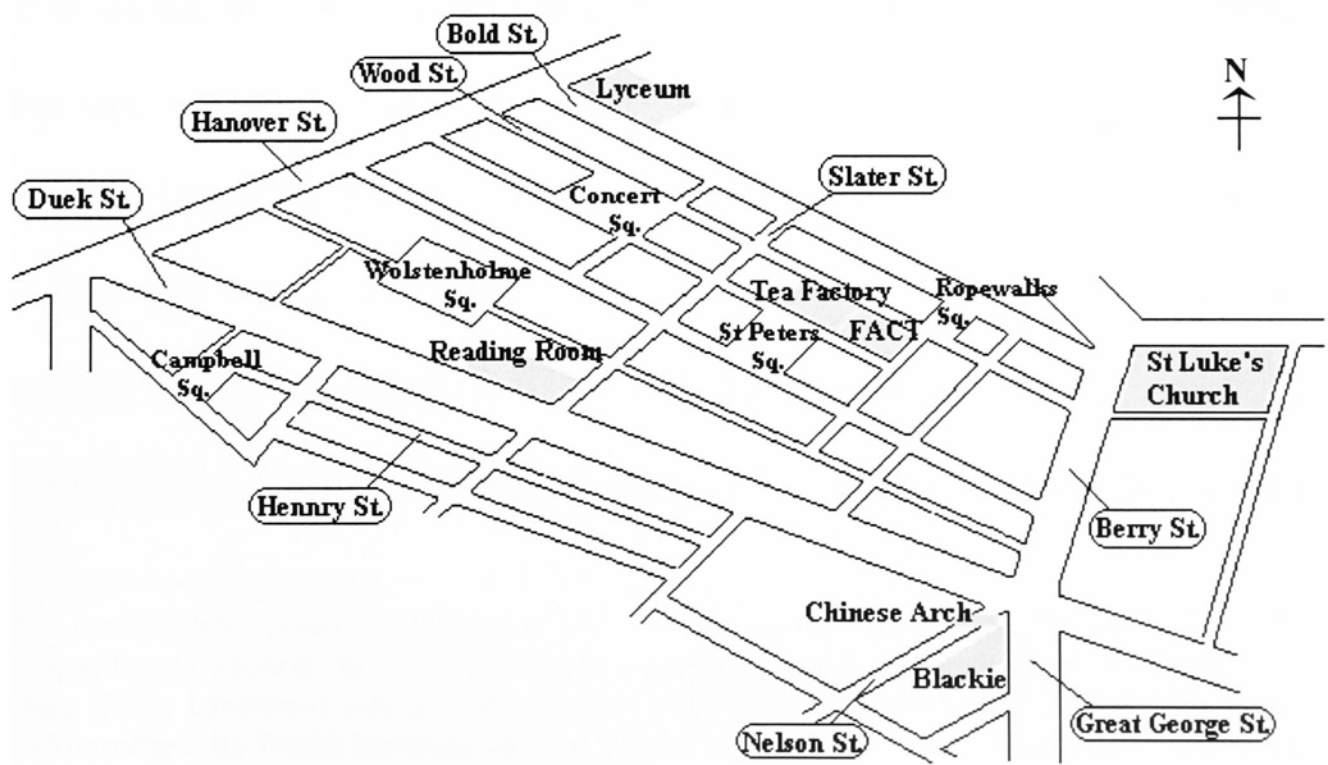 Bold St.
Wood St.
Lyceum
N
Hanover St.
Slater St.
Duek St.
Concert
Sq.
Wolstenholme
Sq.
Tea Factory
Ropewalks
Sq.
St Peters
Sq.
FACT
Reading Room
Campbell
Sq.
St Luke's
Church
Hennry St.
Berry St.
Chinese Arch
Blackie
Nelson St.
Great George St.